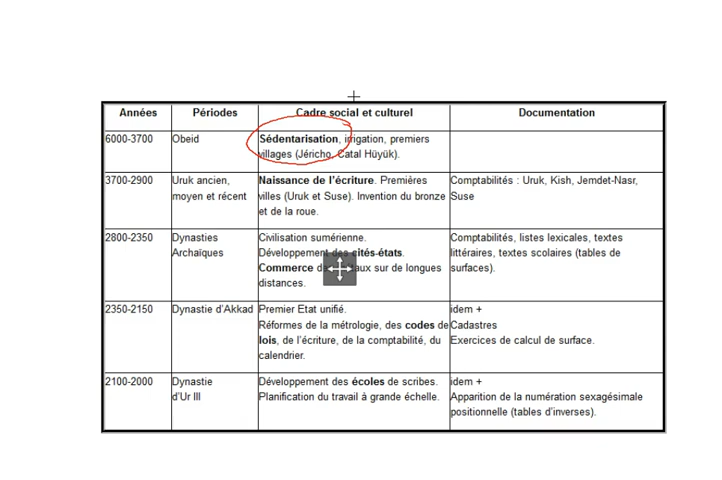 Années Périodes Cadre social et culturel Documentation
6000-3700 Obeid Sédentarisation, irrigation, premiers
villages (Jéricho, Catal Hüyük).
3700-2900 Uruk ancien, Naissance de l'écriture. Premières Comptabilités : Uruk, Kish, Jemdet-Nasr,
moyen et récent villes (Uruk et Suse). Invention du bronze Suse
et de la roue.
2800-2350 Dynasties Civilisation sumérienne. Comptabilités, listes lexicales, textes
Archaïques Développement des cités-états. littéraires, textes scolaires (tables de
Commerce sur de longues surfaces).
distances.
2350-2150 Dynastie d'Akkad Premier Etat unifié. idem +
Réformes de la métrologie, des codes de Cadastres
lois, de l'écriture, de la comptabilité, du Exercices de calcul de surface.
calendrier.
2100-2000 Dynastie Développement des écoles de scribes. idem +
d'Ur III Planification du travail à grande échelle. Apparition de la numération sexagésimale
positionnelle (tables d'inverses).